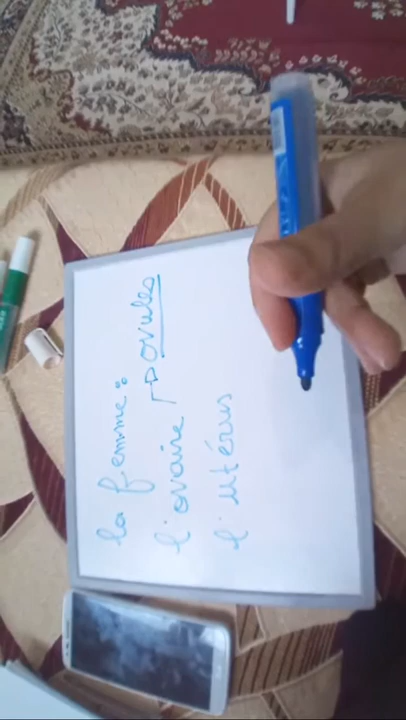 la femme :
l'ovaire → ovules
l'utérus